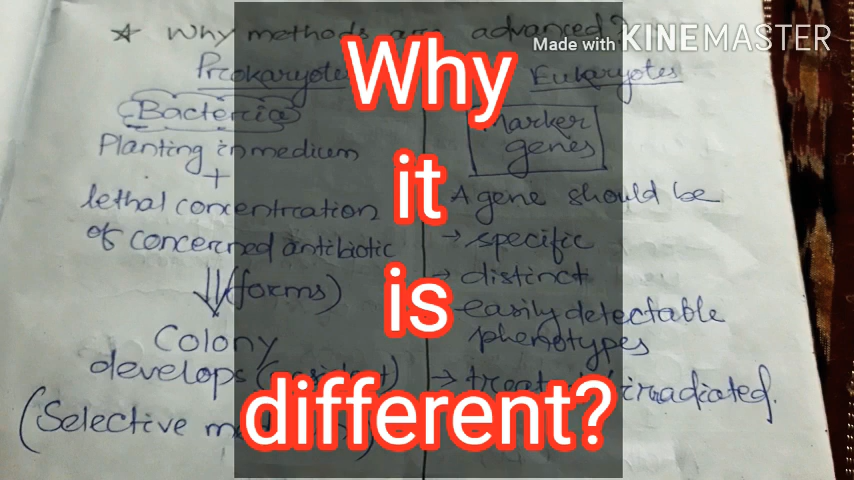 * Why methods are advanced?
Made with KINEMASTER
Prokaryotes
Eukaryotes
Bacteria
Planting in medium
+
lethal concentration
of concerned antibiotic
⇓ (forms)
Colony
develops (resistant)
(Selective
Marker
genes
A gene should be
→ specific
→ distinct
easily detectable
phenotypes
→ irradiated.
Why
it
is
different?